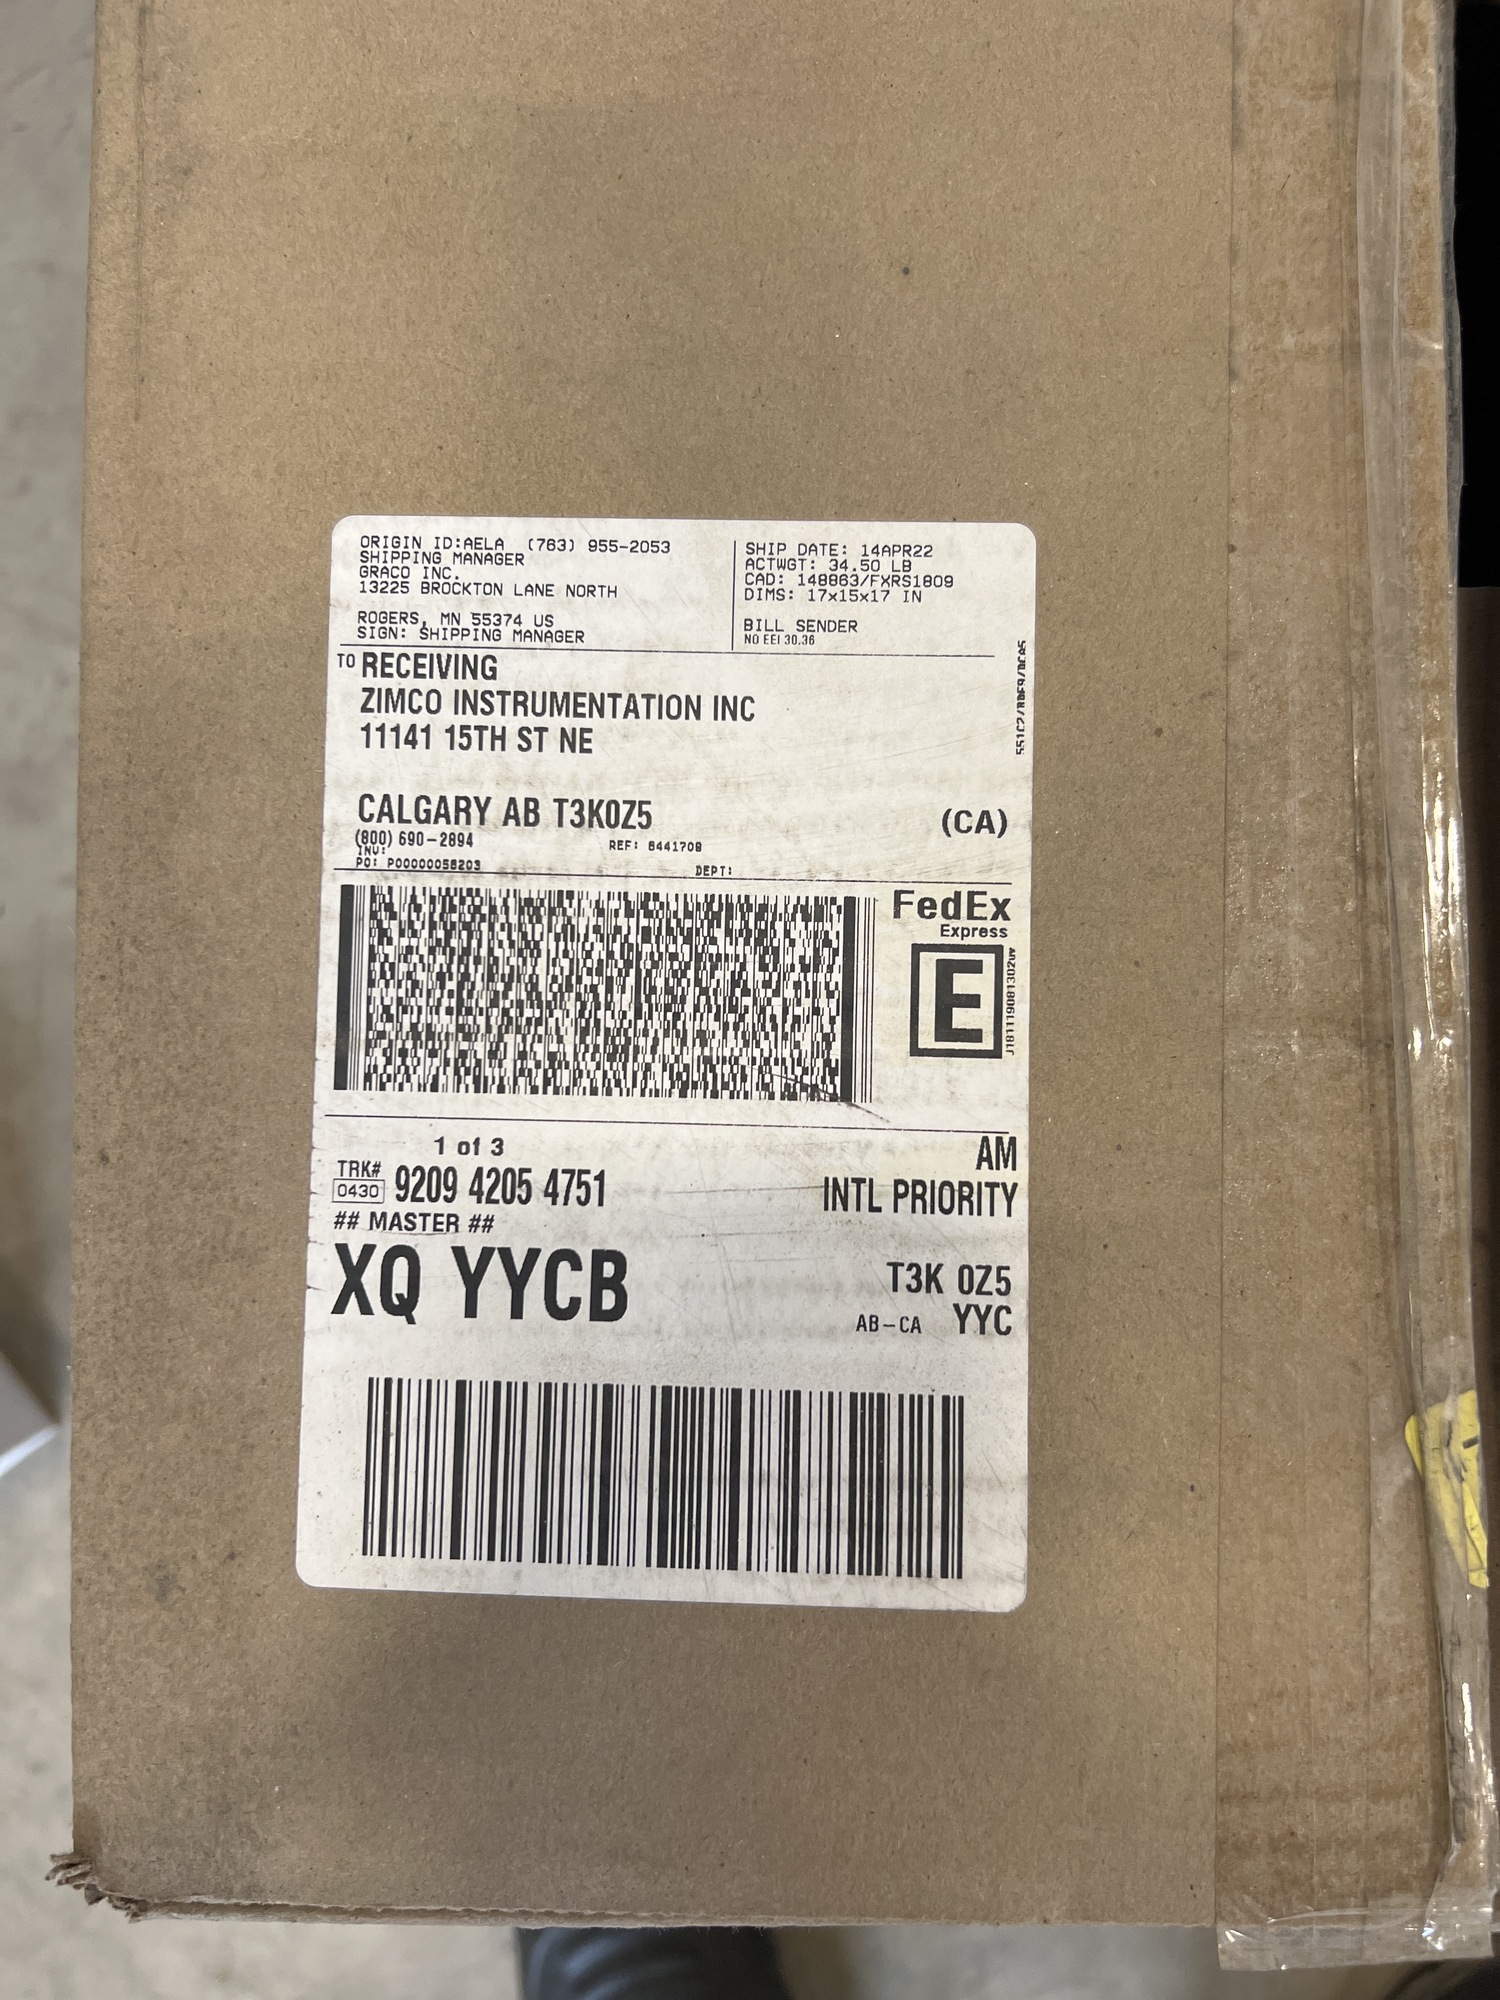 ORIGIN ID:AELA (763) 955-2053
SHIPPING MANAGER
GRACO INC.
13225 BROCKTON LANE NORTH
ROGERS, MN 55374 US
SIGN: SHIPPING MANAGER
SHIP DATE: 14APR22
ACTWGT: 34.50 LB
CAD: 148863/FXRS1809
DIMS: 17x15x17 IN
BILL SENDER
NO EEI 30.36
TO RECEIVING
ZIMCO INSTRUMENTATION INC
11141 15TH ST NE
CALGARY AB T3K0Z5
(CA)
(800) 690-2894
REF: 8441709
INV:
PO: P00000058203
DEPT:
FedEx
Express
E
1 of 3
TRK#
0430
9209 4205 4751
## MASTER ##
AM
INTL PRIORITY
XQ YYCB
T3K 0Z5
AB-CA YYC